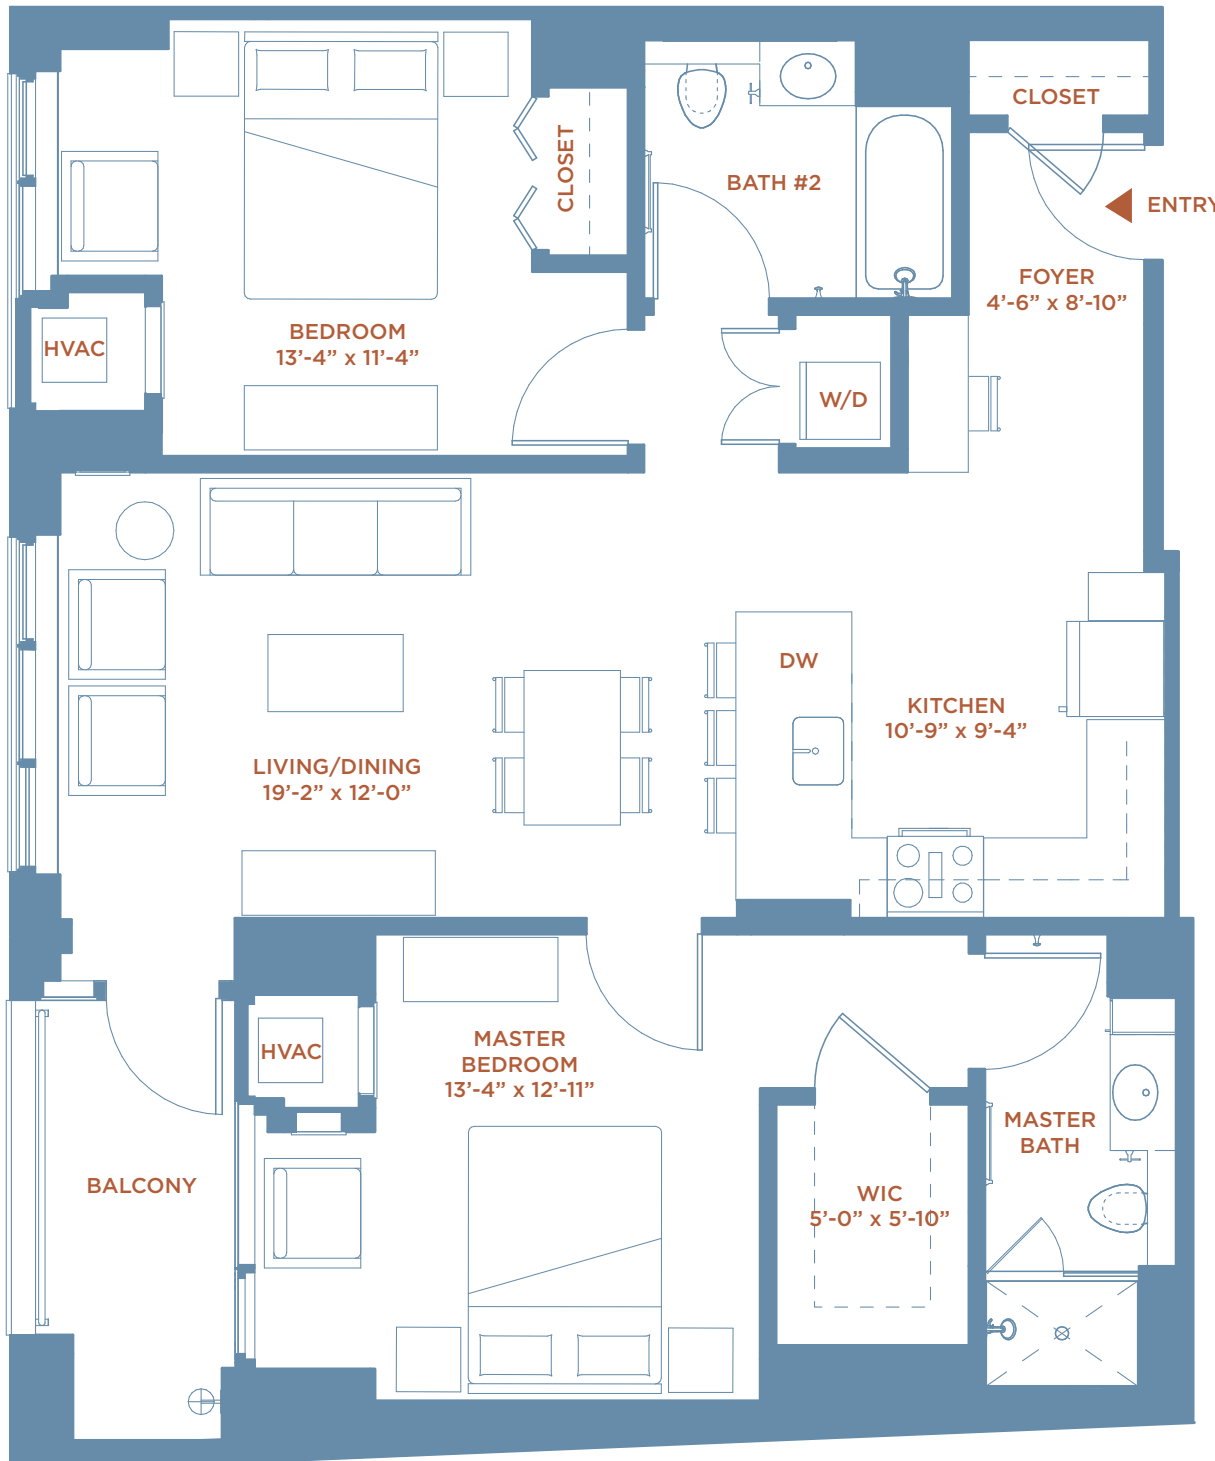 CLOSET
CLOSET
BATH #2
ENTRY
FOYER
4'-6" x 8'-10"
BEDROOM
13'-4" x 11'-4"
HVAC
W/D
DW
KITCHEN
10'-9" x 9'-4"
LIVING/DINING
19'-2" x 12'-0"
HVAC
MASTER
BEDROOM
13'-4" x 12'-11"
MASTER
BATH
BALCONY
WIC
5'-0" x 5'-10"